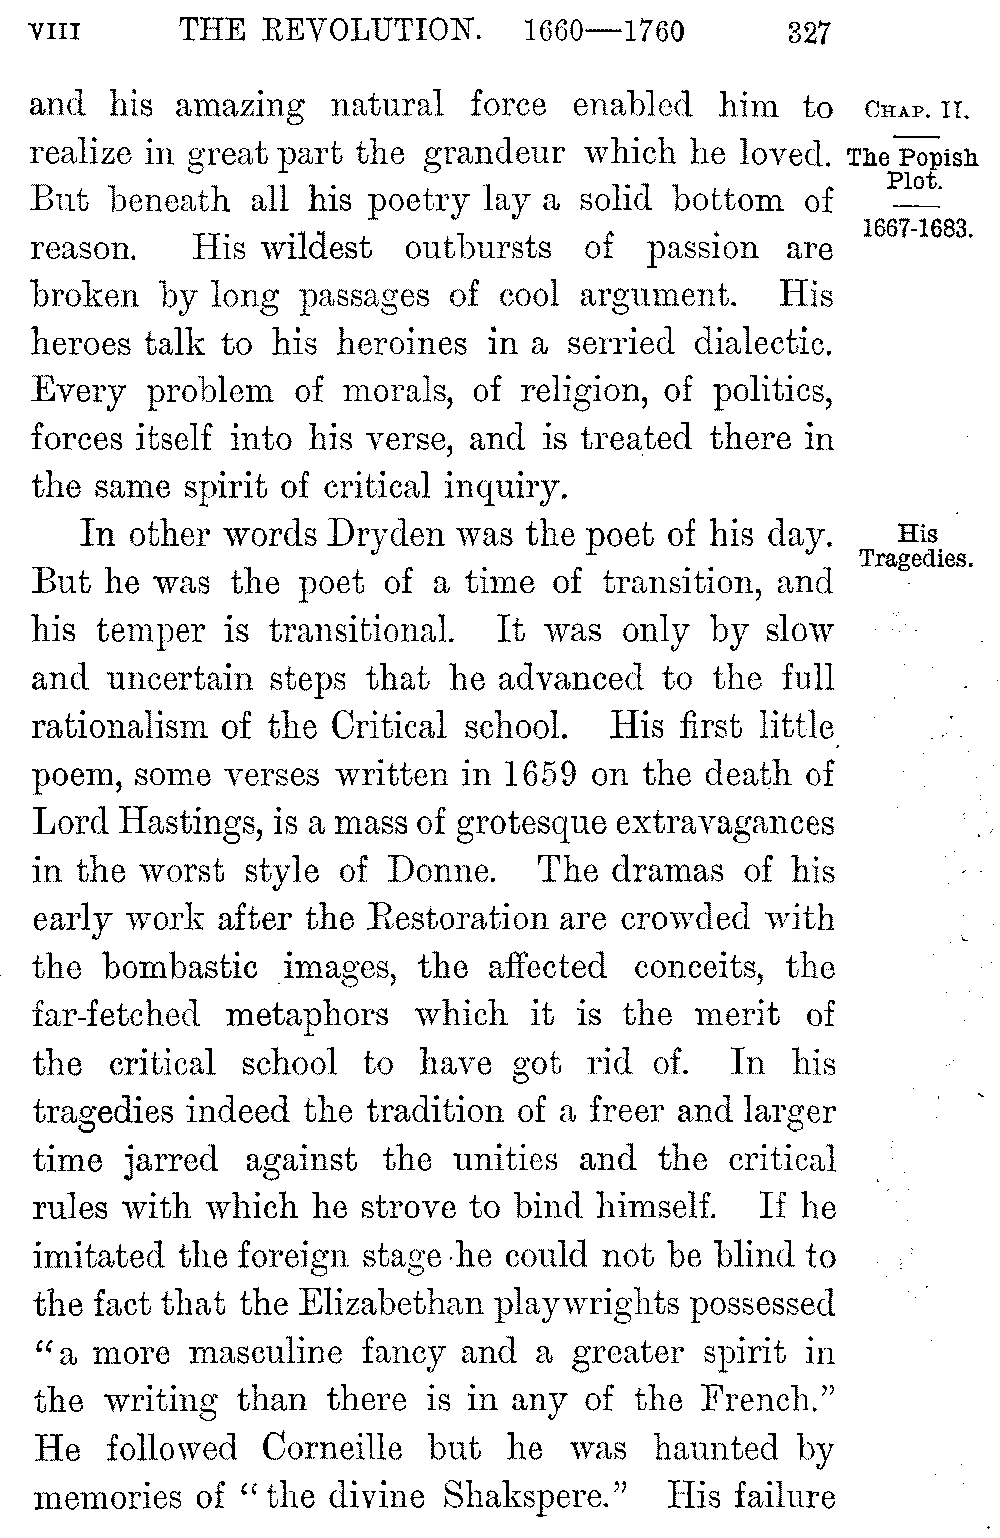 VIII THE REVOLUTION. 1660—1760 327
and his amazing natural force enabled him to
realize in great part the grandeur which he loved.
But beneath all his poetry lay a solid bottom of
reason. His wildest outbursts of passion are
broken by long passages of cool argument. His
heroes talk to his heroines in a serried dialectic.
Every problem of morals, of religion, of politics,
forces itself into his verse, and is treated there in
the same spirit of critical inquiry.
In other words Dryden was the poet of his day.
But he was the poet of a time of transition, and
his temper is transitional. It was only by slow
and uncertain steps that he advanced to the full
rationalism of the Critical school. His first little
poem, some verses written in 1659 on the death of
Lord Hastings, is a mass of grotesque extravagances
in the worst style of Donne. The dramas of his
early work after the Restoration are crowded with
the bombastic images, the affected conceits, the
far-fetched metaphors which it is the merit of
the critical school to have got rid of. In his
tragedies indeed the tradition of a freer and larger
time jarred against the unities and the critical
rules with which he strove to bind himself. If he
imitated the foreign stage he could not be blind to
the fact that the Elizabethan playwrights possessed
“a more masculine fancy and a greater spirit in
the writing than there is in any of the French.”
He followed Corneille but he was haunted by
memories of “the divine Shakspere.” His failure
CHAP. II.
The Popish
Plot.
1667-1683.
His
Tragedies.